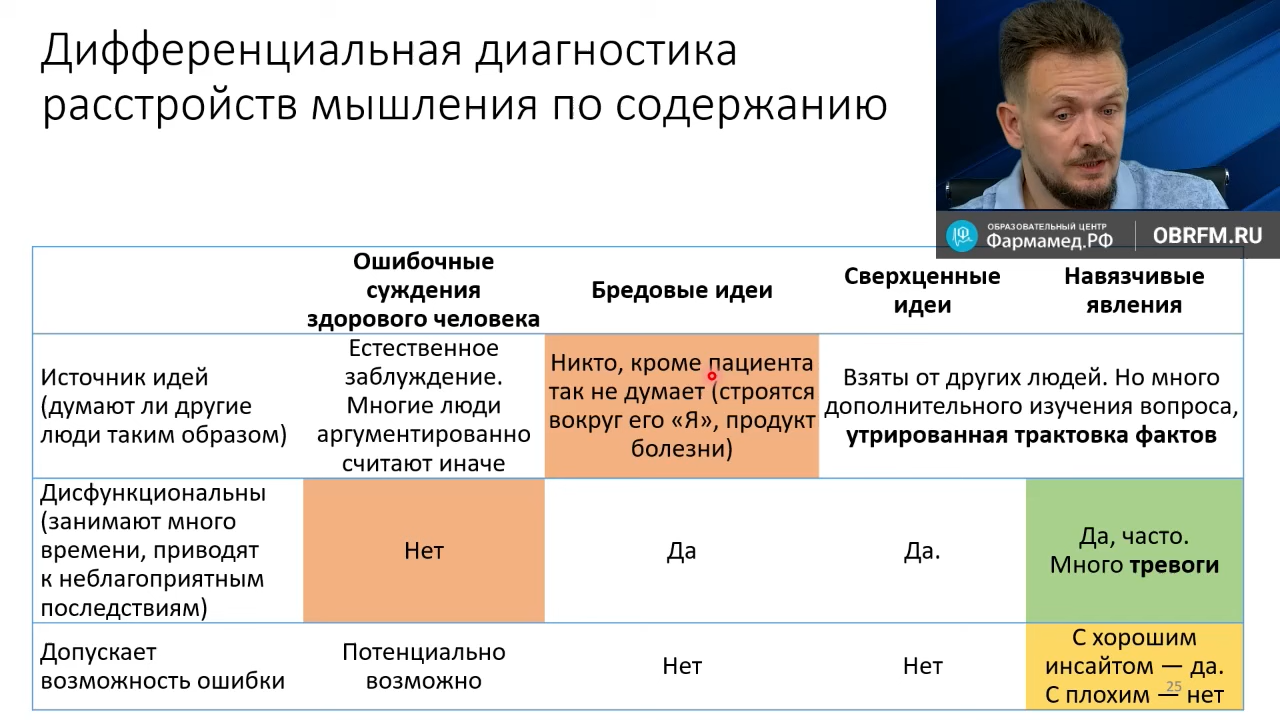 Дифференциальная диагностика
расстройств мышления по содержанию
ОБРАЗОВАТЕЛЬНЫЙ ЦЕНТР
Фармамед.РФ
OBRFM.RU
Ошибочные
суждения
здорового человека
Бредовые идеи
Сверхценные
идеи
Навязчивые
явления
Источник идей
(думают ли другие
люди таким образом)
Естественное
заблуждение.
Многие люди
аргументированно
считают иначе
Никто, кроме пациента
так не думает (строятся
вокруг его «Я», продукт
болезни)
Взяты от других людей. Но много
дополнительного изучения вопроса,
утрированная трактовка фактов
Дисфункциональны
(занимают много
времени, приводят
к неблагоприятным
последствиям)
Нет
Да
Да.
Да, часто.
Много тревоги
Допускает
возможность ошибки
Потенциально
возможно
Нет
Нет
С хорошим
инсайтом — да.
С плохим — нет
25